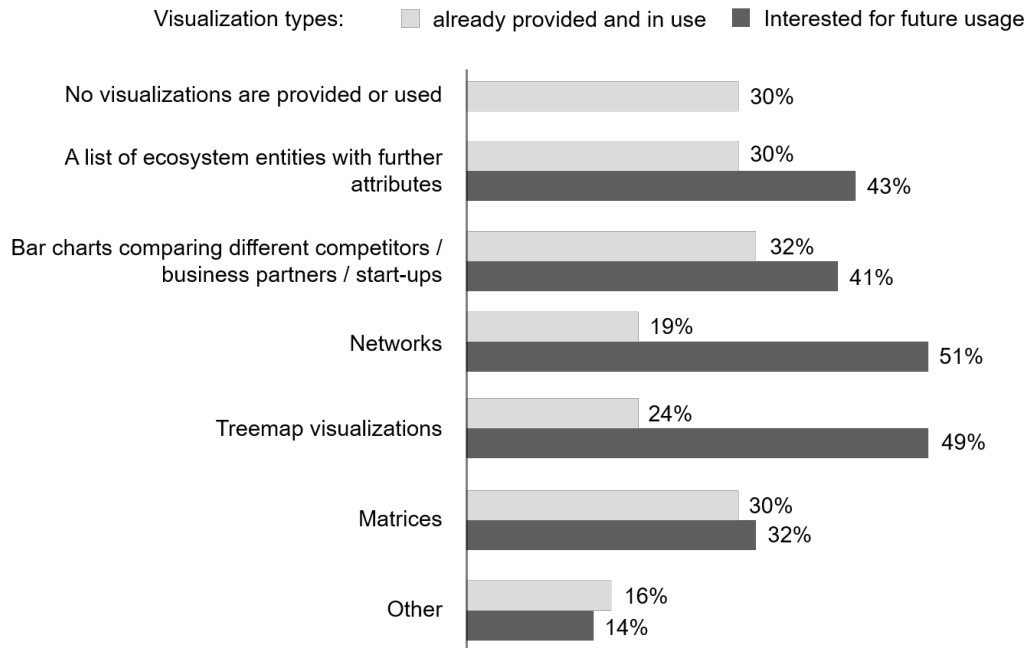 Visualization types: already provided and in use Interested for future usage
No visualizations are provided or used
30%
A list of ecosystem entities with further
attributes
30%
43%
Bar charts comparing different competitors /
business partners / start-ups
32%
41%
Networks
19%
51%
Treemap visualizations
24%
49%
Matrices
30%
32%
Other
16%
14%